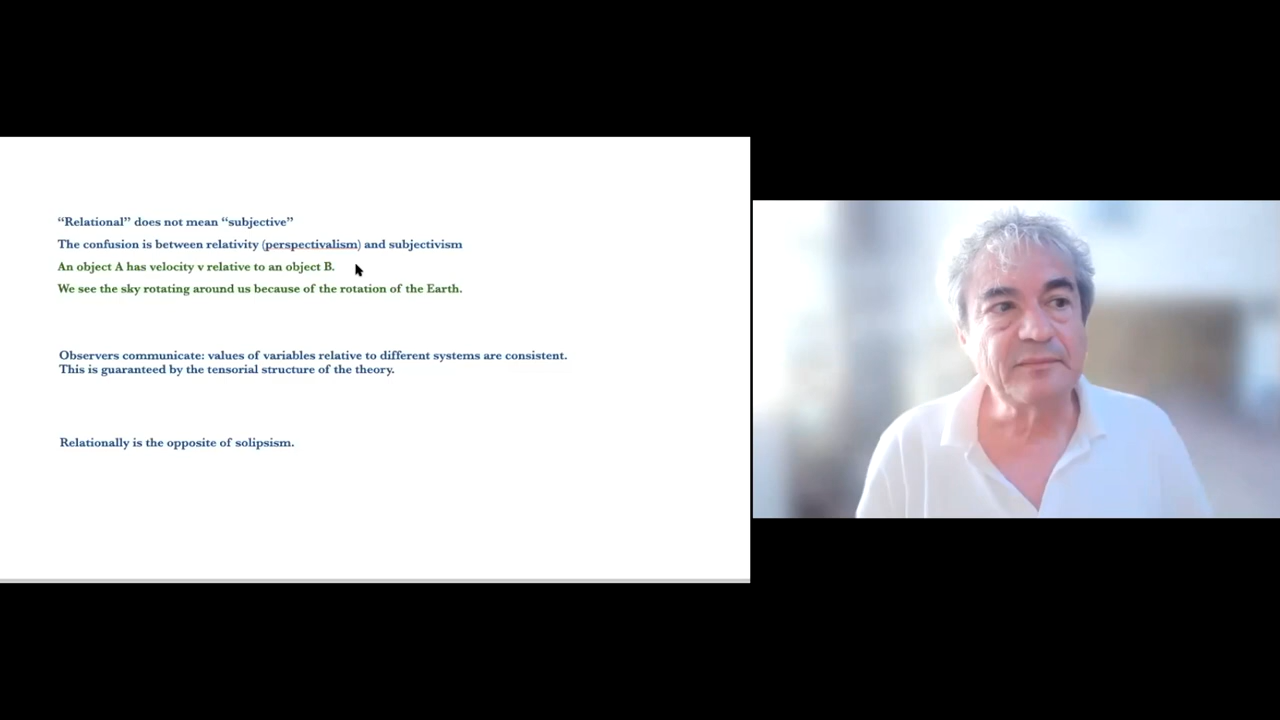 “Relational” does not mean “subjective”
The confusion is between relativity (perspectivalism) and subjectivism
An object A has velocity v relative to an object B.
We see the sky rotating around us because of the rotation of the Earth.
Observers communicate: values of variables relative to different systems are consistent.
This is guaranteed by the tensorial structure of the theory.
Relationally is the opposite of solipsism.